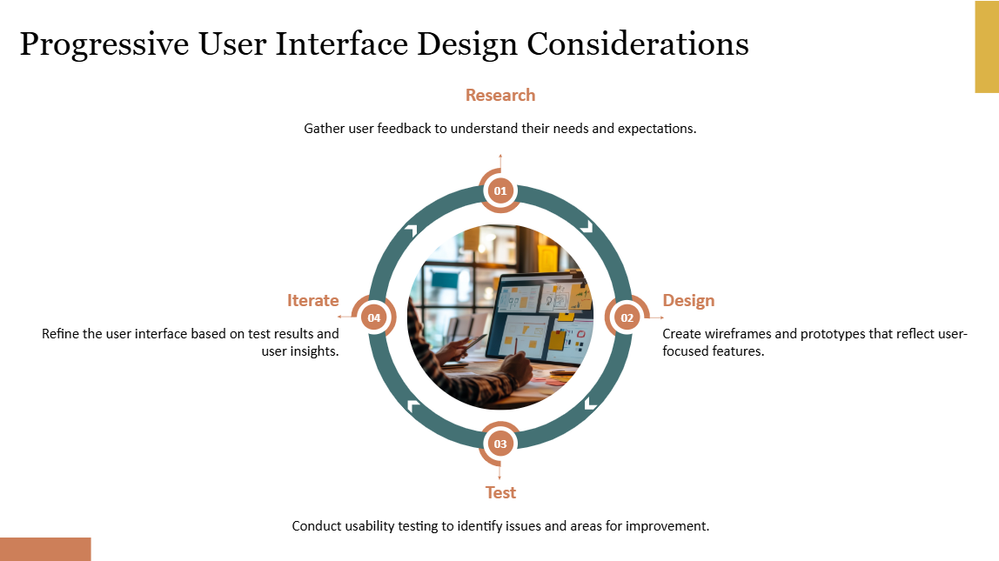 Progressive User Interface Design Considerations
Research
Gather user feedback to understand their needs and expectations.
01
Design
02
Create wireframes and prototypes that reflect user-
focused features.
03
Test
Conduct usability testing to identify issues and areas for improvement.
Iterate
04
Refine the user interface based on test results and
user insights.